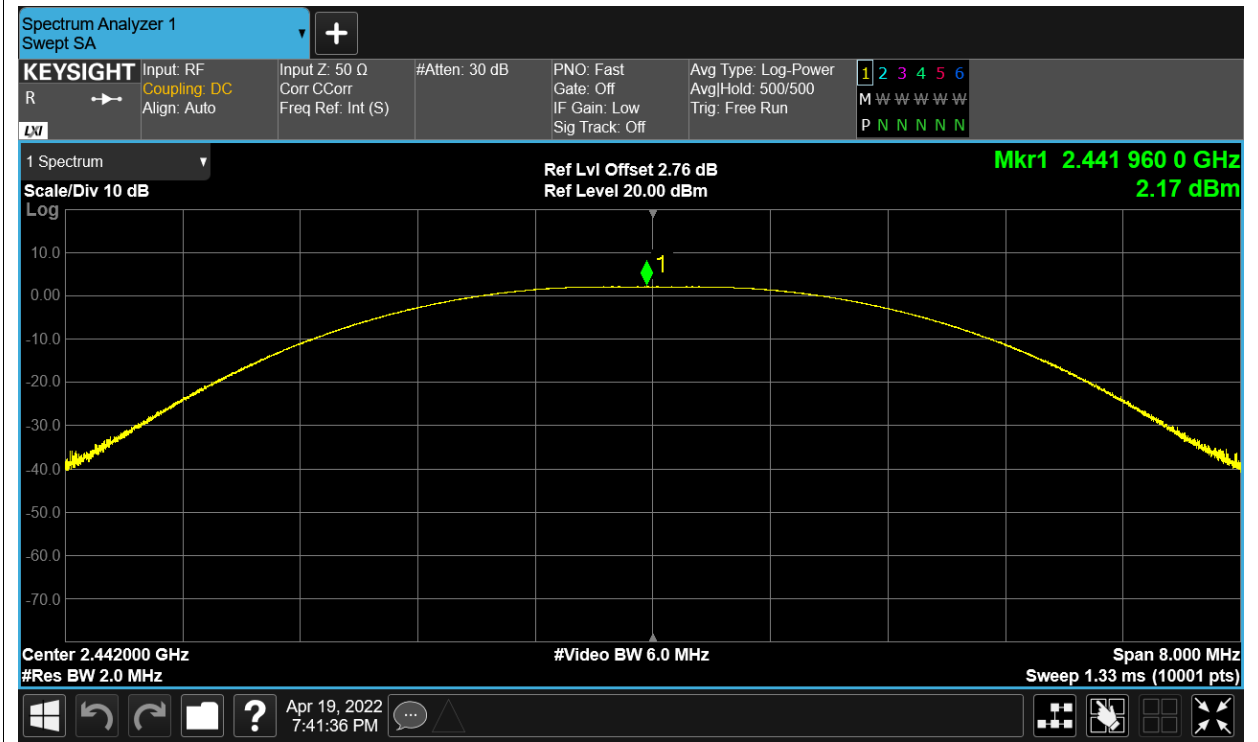 Spectrum Analyzer 1
Swept SA
KEYSIGHT
R
LXI
Input: RF
Coupling: DC
Align: Auto
Input Z: 50 Ω
Corr CCorr
Freq Ref: Int (S)
#Atten: 30 dB
PNO: Fast
Gate: Off
IF Gain: Low
Sig Track: Off
Avg Type: Log-Power
Avg|Hold: 500/500
Trig: Free Run
1 2 3 4 5 6
M W W W W W
P N N N N N
1 Spectrum
Scale/Div 10 dB
Ref Lvl Offset 2.76 dB
Ref Level 20.00 dBm
Mkr1 2.441 960 0 GHz
2.17 dBm
Log
10.0
0.00
-10.0
-20.0
-30.0
-40.0
-50.0
-60.0
-70.0
1
Center 2.442000 GHz
#Res BW 2.0 MHz
#Video BW 6.0 MHz
Span 8.000 MHz
Sweep 1.33 ms (10001 pts)
?
Apr 19, 2022
7:41:36 PM